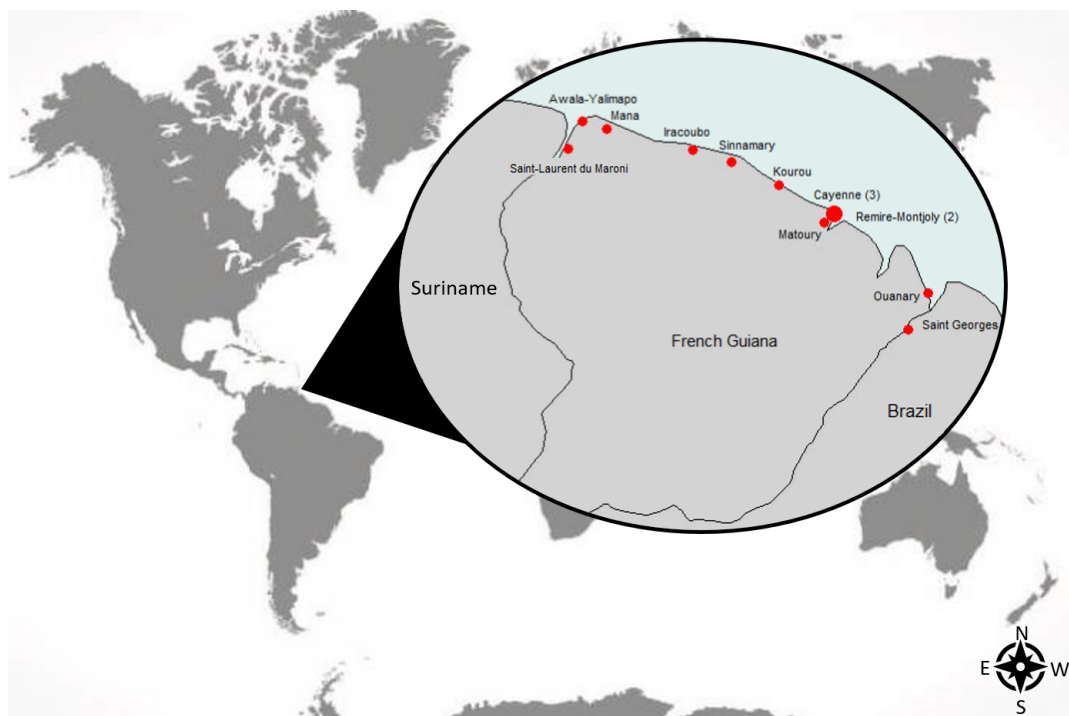 Awala-Yalimapo
Mana
Iracoubo
Sinnamary
Saint-Laurent du Maroni
Kourou
Cayenne (3)
Remire-Montjoly (2)
Matoury
Suriname
Ouanary
Saint Georges
French Guiana
Brazil
N
E W
S